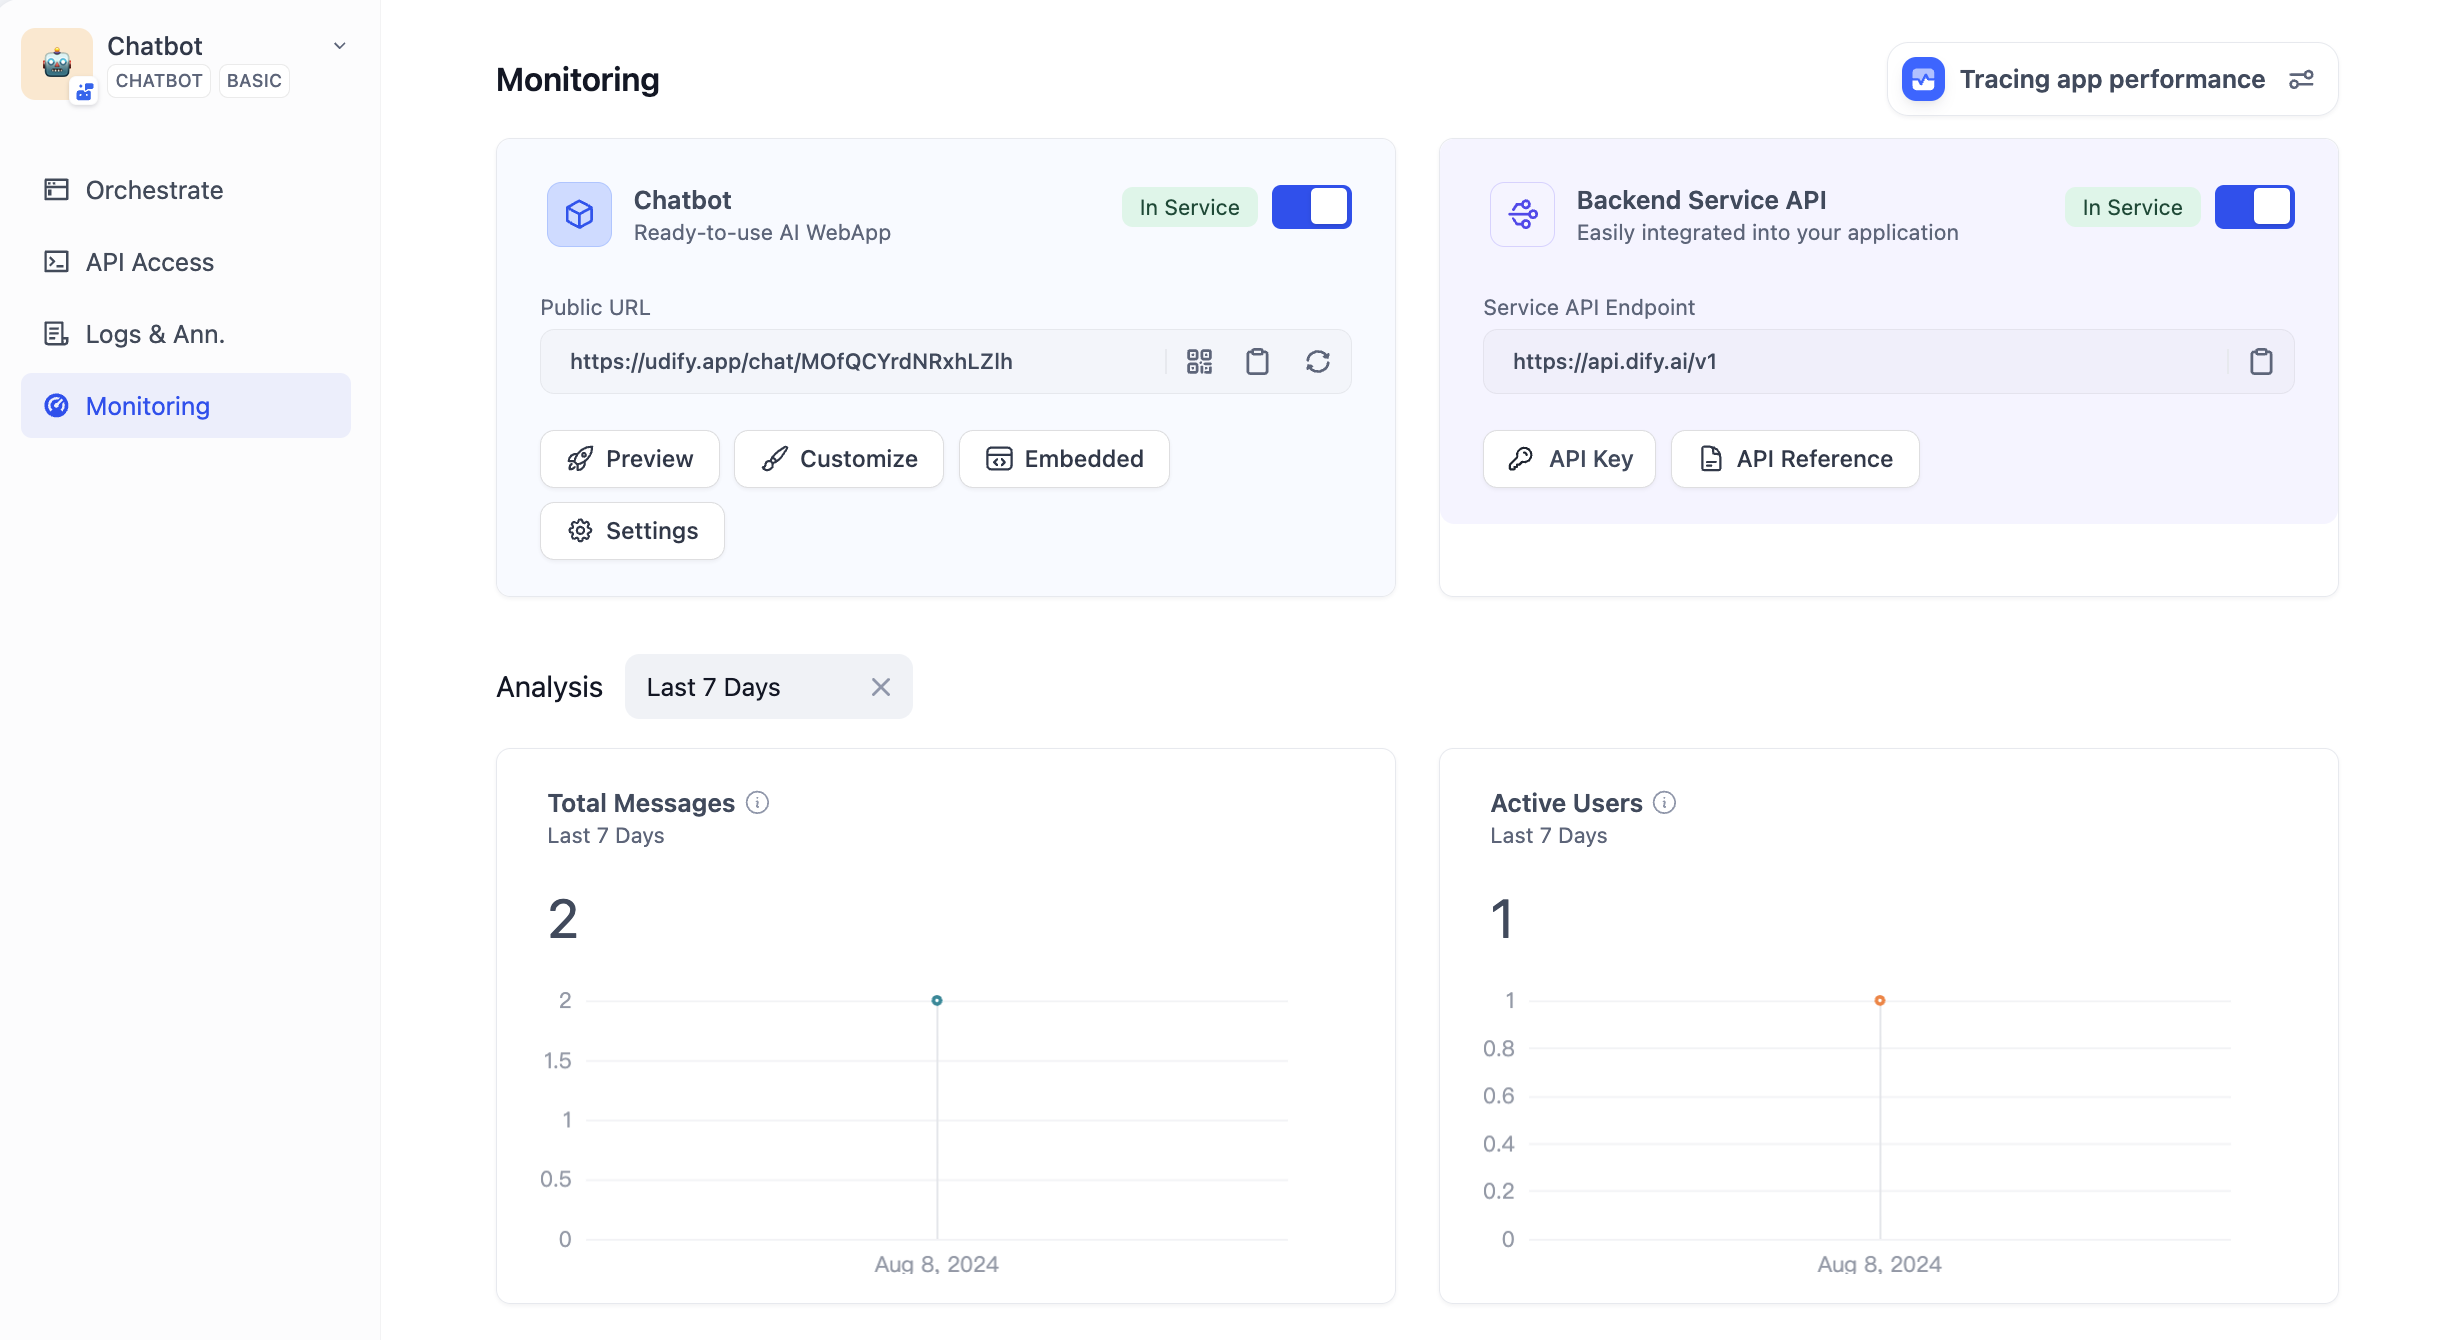 Chatbot
CHATBOT BASIC
Orchestrate
API Access
Logs & Ann.
Monitoring
Monitoring
Tracing app performance
Chatbot
Ready-to-use AI WebApp
In Service
Public URL
https://udify.app/chat/MOfQCYrdNRxhLZlh
Preview
Customize
Embedded
Settings
Backend Service API
Easily integrated into your application
In Service
Service API Endpoint
https://api.dify.ai/v1
API Key
API Reference
Analysis
Last 7 Days
Total Messages
Last 7 Days
2
2
1.5
1
0.5
0
Aug 8, 2024
Active Users
Last 7 Days
1
1
0.8
0.6
0.4
0.2
0
Aug 8, 2024